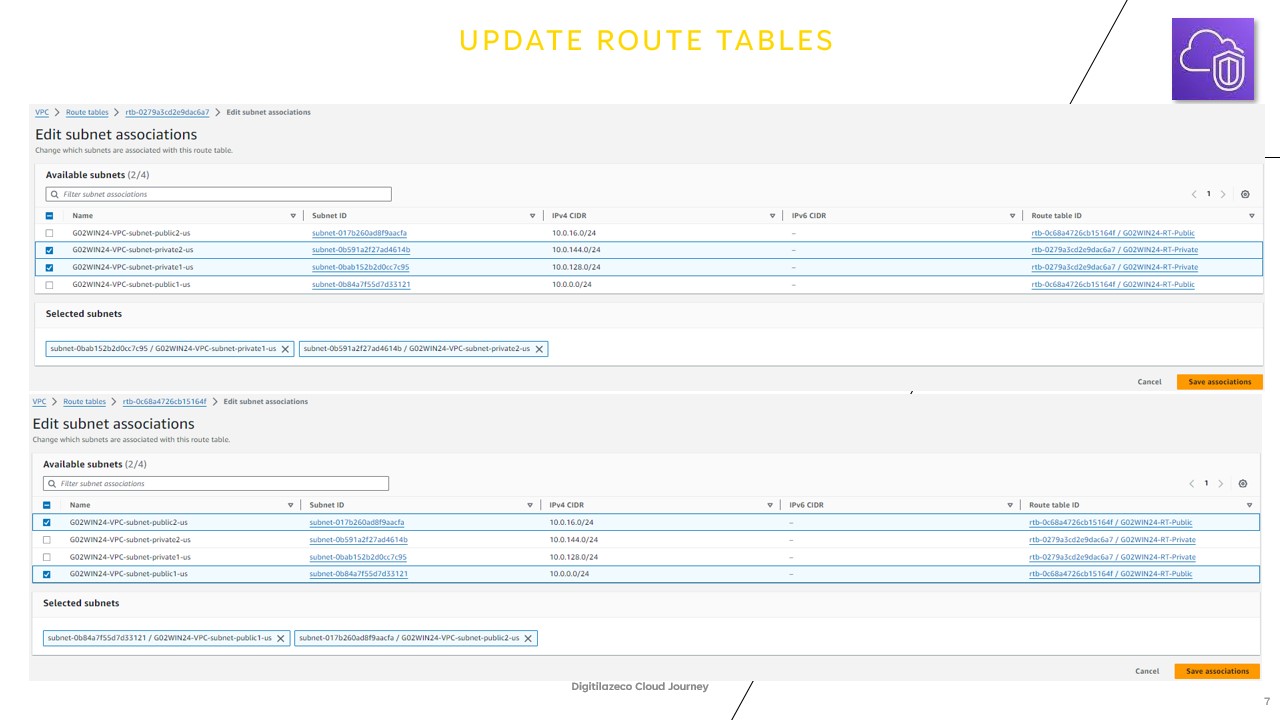 UPDATE ROUTE TABLES
VPC > Route tables > rtb-0279a3cd2e9dac6a7 > Edit subnet associations
Edit subnet associations
Change which subnets are associated with this route table.
Available subnets (2/4)
Filter subnet associations
1
Name Subnet ID IPv4 CIDR IPv6 CIDR Route table ID
G02WIN24-VPC-subnet-public2-us subnet-017b260ad8f9aacfa 10.0.16.0/24 – rtb-0c68a4726cb15164f / G02WIN24-RT-Public
G02WIN24-VPC-subnet-private2-us subnet-0b591a2f27ad4614b 10.0.144.0/24 – rtb-0279a3cd2e9dac6a7 / G02WIN24-RT-Private
G02WIN24-VPC-subnet-private1-us subnet-0bab152b2d0cc7c95 10.0.128.0/24 – rtb-0279a3cd2e9dac6a7 / G02WIN24-RT-Private
G02WIN24-VPC-subnet-public1-us subnet-0b84a7f55d7d33121 10.0.0.0/24 – rtb-0c68a4726cb15164f / G02WIN24-RT-Public
Selected subnets
subnet-0bab152b2d0cc7c95 / G02WIN24-VPC-subnet-private1-us subnet-0b591a2f27ad4614b / G02WIN24-VPC-subnet-private2-us
Cancel Save associations
VPC > Route tables > rtb-0c68a4726cb15164f > Edit subnet associations
Edit subnet associations
Change which subnets are associated with this route table.
Available subnets (2/4)
Filter subnet associations
1
Name Subnet ID IPv4 CIDR IPv6 CIDR Route table ID
G02WIN24-VPC-subnet-public2-us subnet-017b260ad8f9aacfa 10.0.16.0/24 – rtb-0c68a4726cb15164f / G02WIN24-RT-Public
G02WIN24-VPC-subnet-private2-us subnet-0b591a2f27ad4614b 10.0.144.0/24 – rtb-0279a3cd2e9dac6a7 / G02WIN24-RT-Private
G02WIN24-VPC-subnet-private1-us subnet-0bab152b2d0cc7c95 10.0.128.0/24 – rtb-0279a3cd2e9dac6a7 / G02WIN24-RT-Private
G02WIN24-VPC-subnet-public1-us subnet-0b84a7f55d7d33121 10.0.0.0/24 – rtb-0c68a4726cb15164f / G02WIN24-RT-Public
Selected subnets
subnet-0b84a7f55d7d33121 / G02WIN24-VPC-subnet-public1-us subnet-017b260ad8f9aacfa / G02WIN24-VPC-subnet-public2-us
Cancel Save associations
Digitilazeco Cloud Journey
7